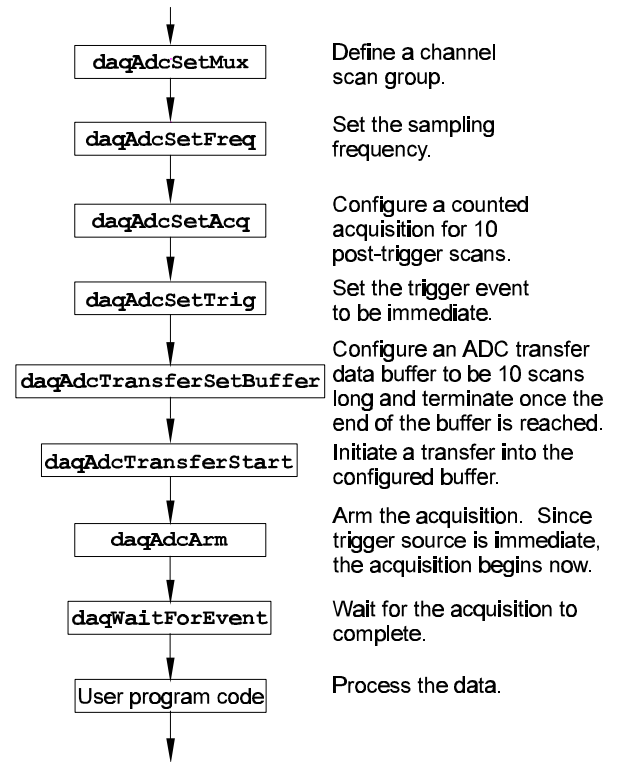 daqAdcSetMux
Define a channel
scan group.
daqAdcSetFreq
Set the sampling
frequency.
daqAdcSetAcq
Configure a counted
acquisition for 10
post-trigger scans.
daqAdcSetTrig
Set the trigger event
to be immediate.
daqAdcTransferSetBuffer
Configure an ADC transfer
data buffer to be 10 scans
long and terminate once the
end of the buffer is reached.
daqAdcTransferStart
Initiate a transfer into the
configured buffer.
daqAdcArm
Arm the acquisition. Since
trigger source is immediate,
the acquisition begins now.
daqWaitForEvent
Wait for the acquisition to
complete.
User program code
Process the data.